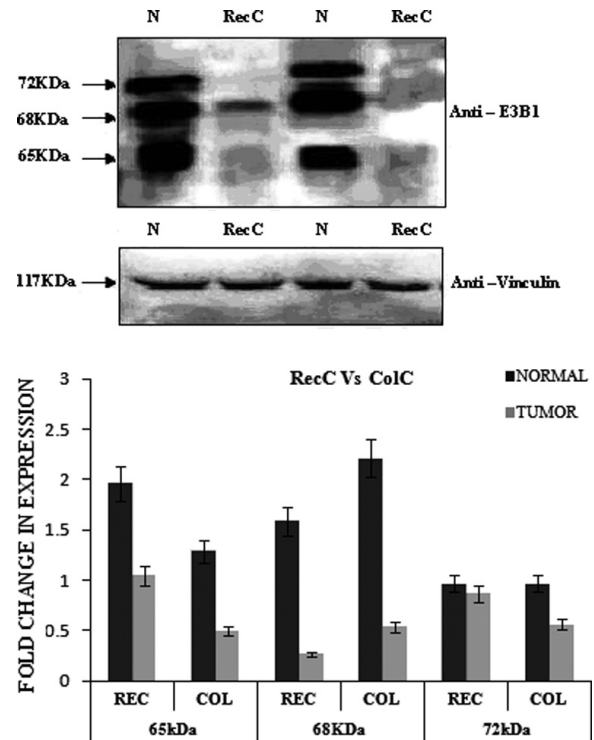 N RecC N RecC
72KDa
68KDa
65KDa
Anti – E3B1
N RecC N RecC
117KDa
Anti –Vinculin
RecC Vs ColC
NORMAL
TUMOR
FOLD CHANGE IN EXPRESSION
3
2.5
2
1.5
1
0.5
0
REC COL REC COL REC COL
65kDa 68KDa 72kDa